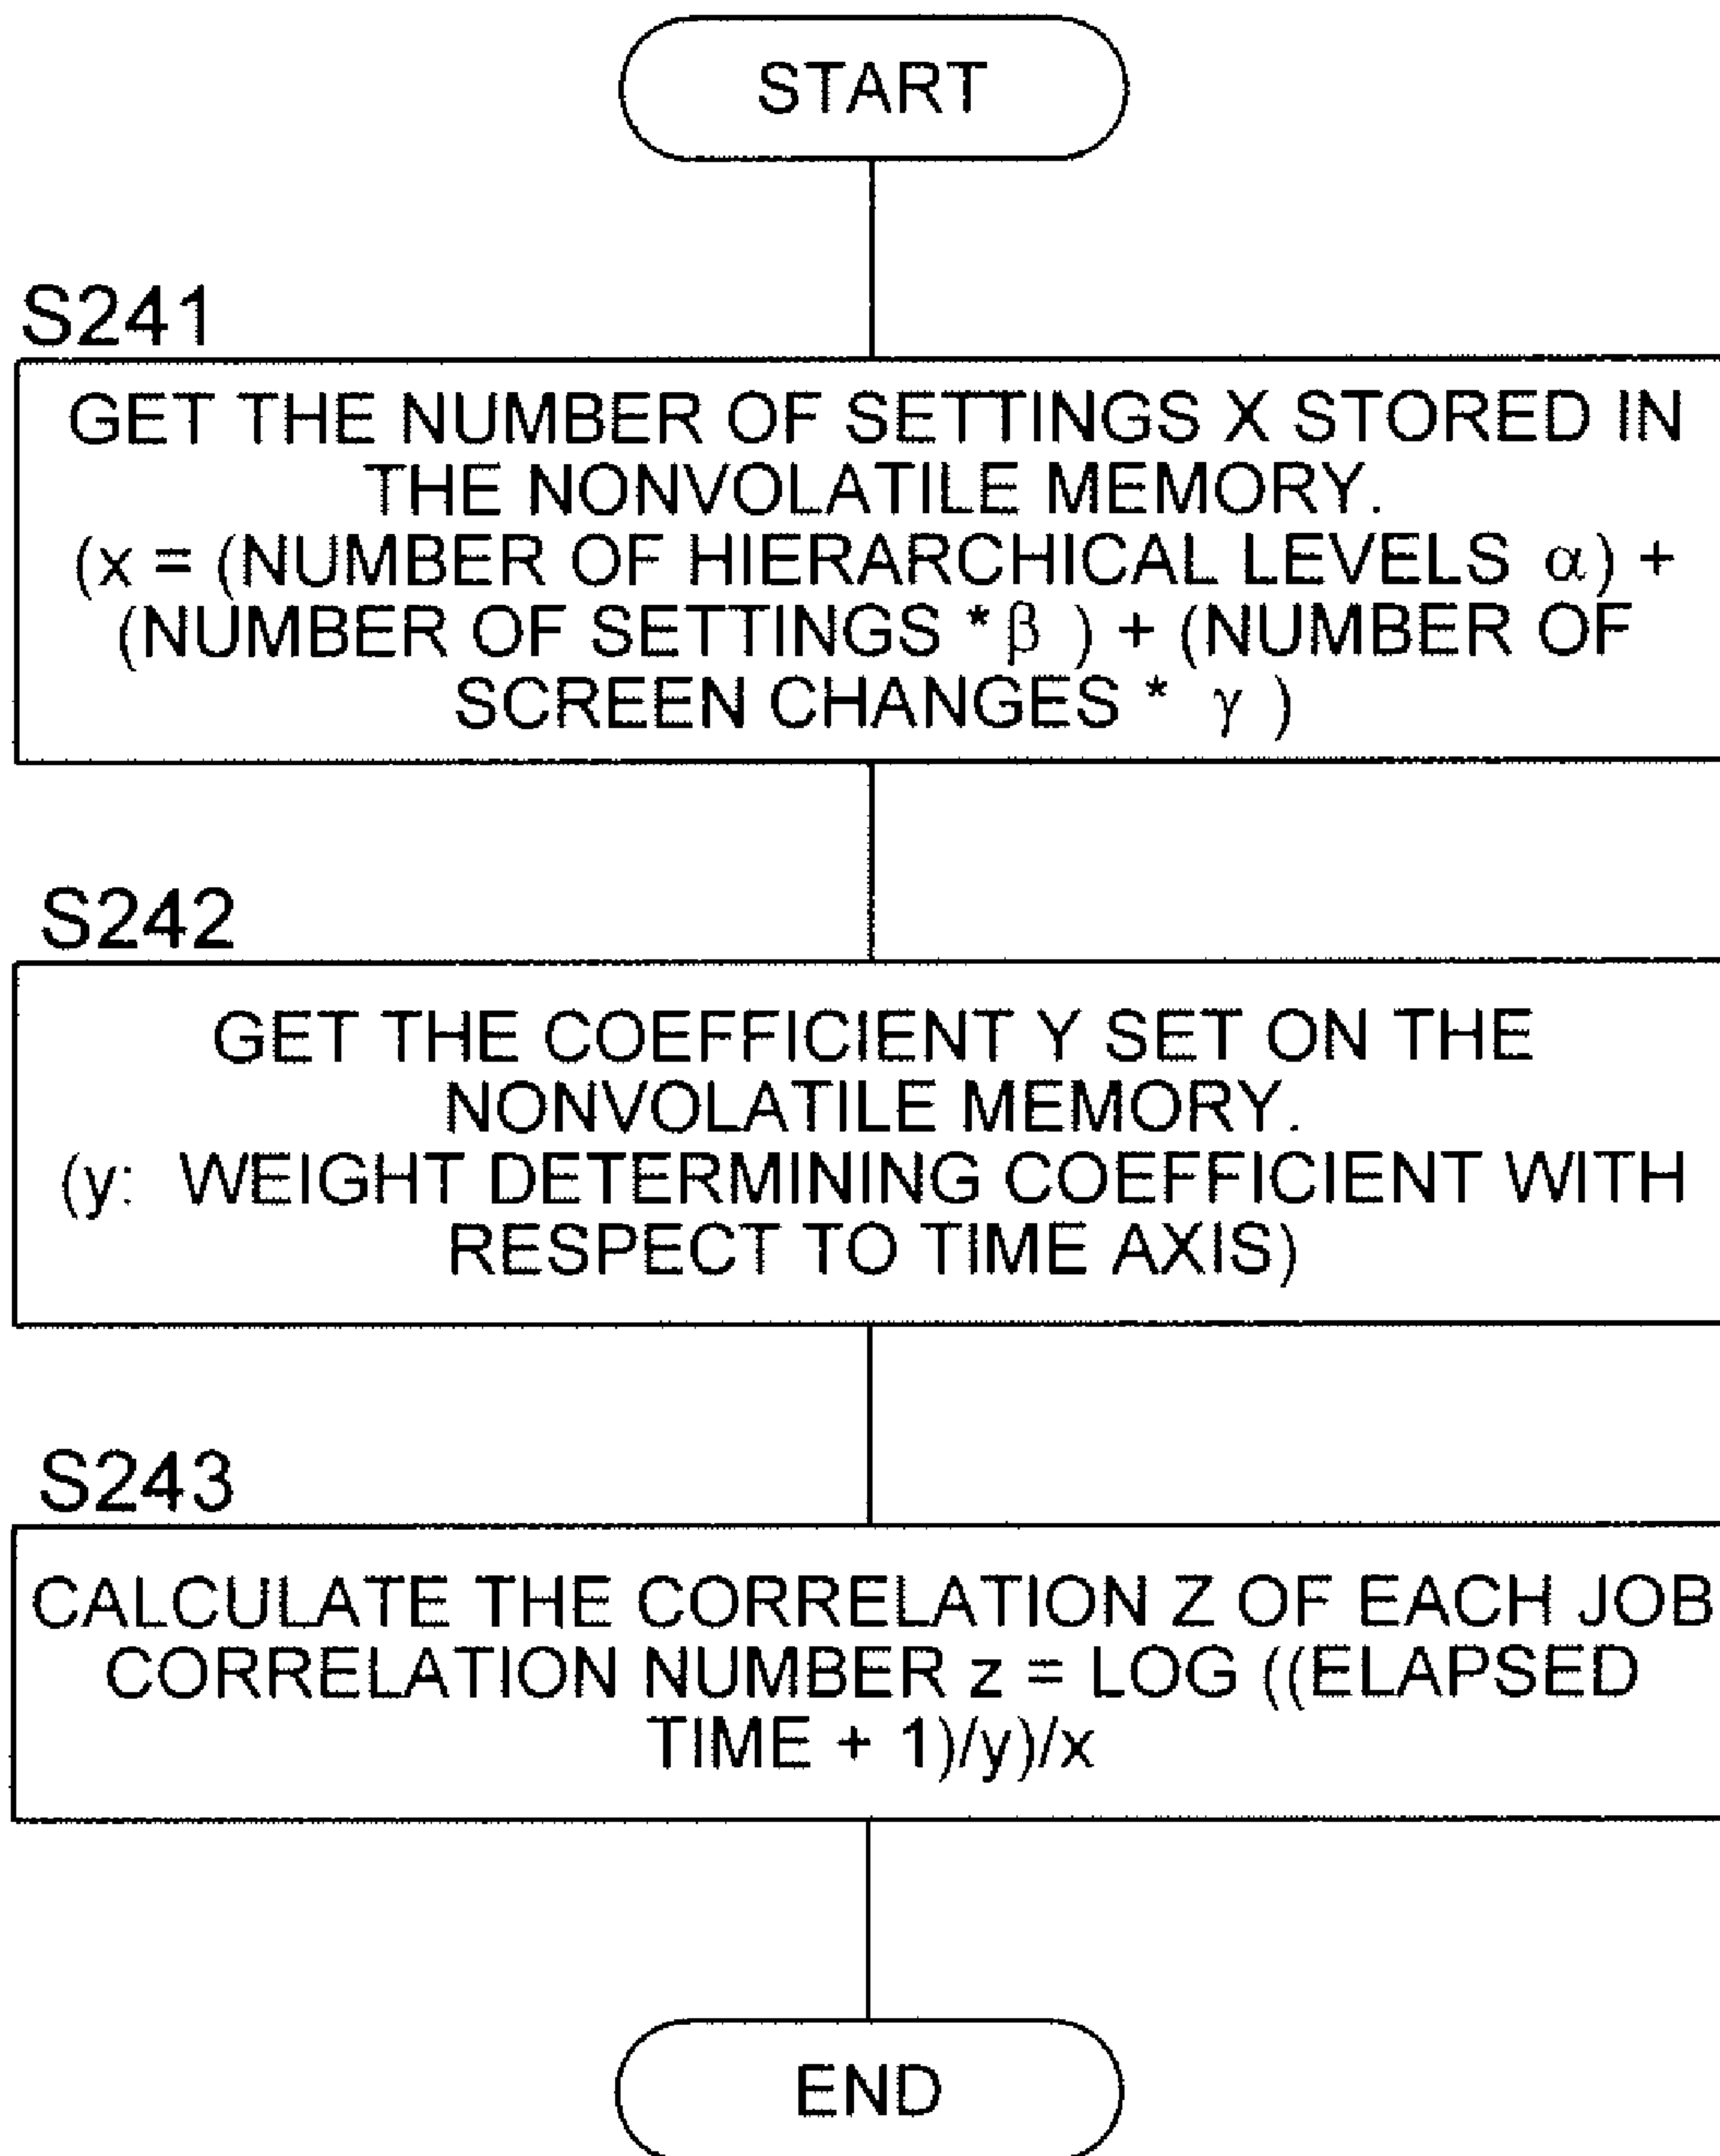 START
S241
GET THE NUMBER OF SETTINGS X STORED IN
THE NONVOLATILE MEMORY.
(x = (NUMBER OF HIERARCHICAL LEVELS α) +
(NUMBER OF SETTINGS * β ) + (NUMBER OF
SCREEN CHANGES * γ )
S242
GET THE COEFFICIENT Y SET ON THE
NONVOLATILE MEMORY.
(y: WEIGHT DETERMINING COEFFICIENT WITH
RESPECT TO TIME AXIS)
S243
CALCULATE THE CORRELATION Z OF EACH JOB
CORRELATION NUMBER z = LOG ((ELAPSED
TIME + 1)/y)/x
END